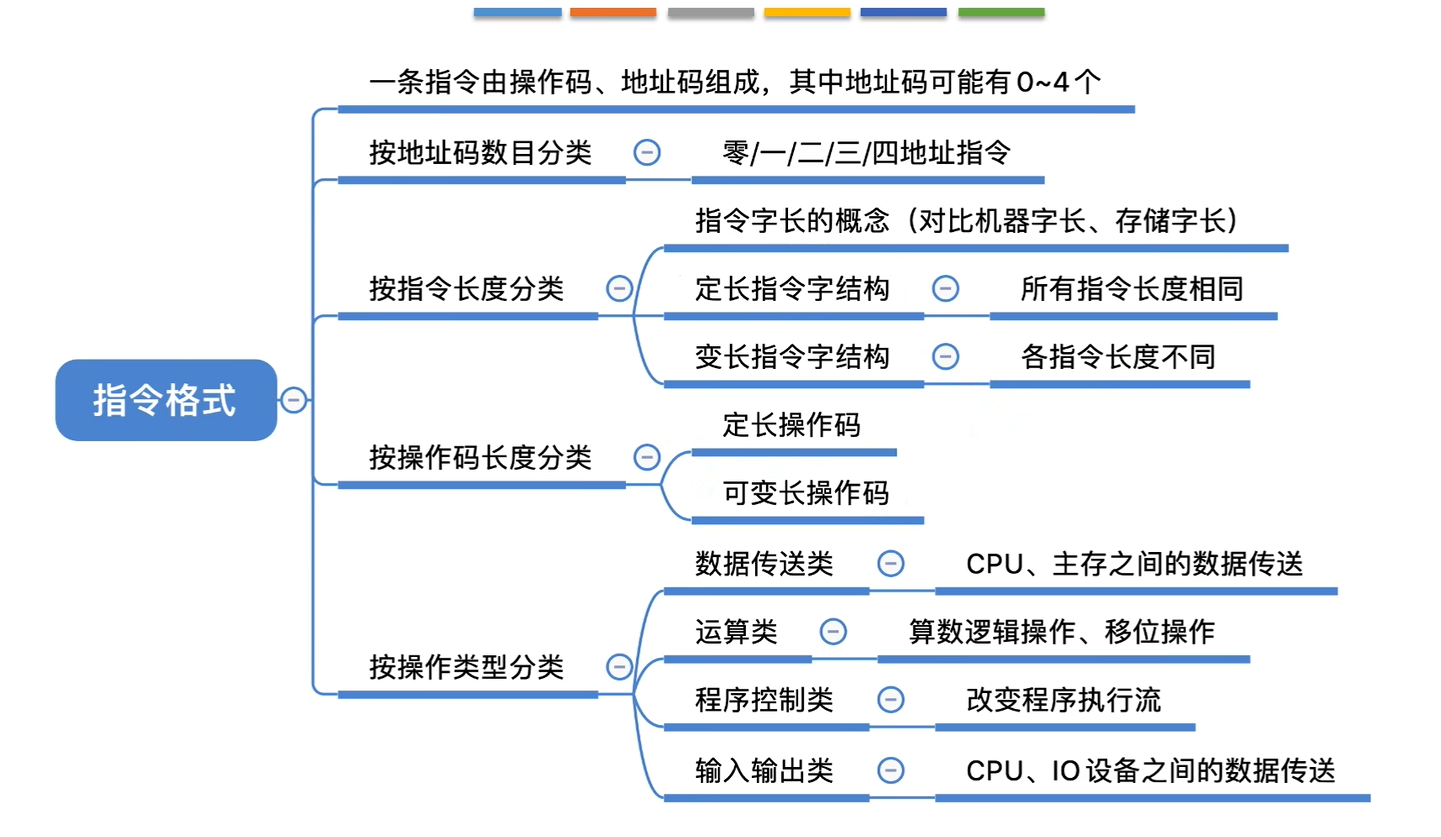 一条指令由操作码、地址码组成，其中地址码可能有0~4个
按地址码数目分类
零/一/二/三/四地址指令
指令字长的概念（对比机器字长、存储字长）
按指令长度分类
定长指令字结构
所有指令长度相同
变长指令字结构
各指令长度不同
指令格式
定长操作码
按操作码长度分类
可变长操作码
数据传送类
CPU、主存之间的数据传送
运算类
算数逻辑操作、移位操作
按操作类型分类
程序控制类
改变程序执行流
输入输出类
CPU、IO设备之间的数据传送